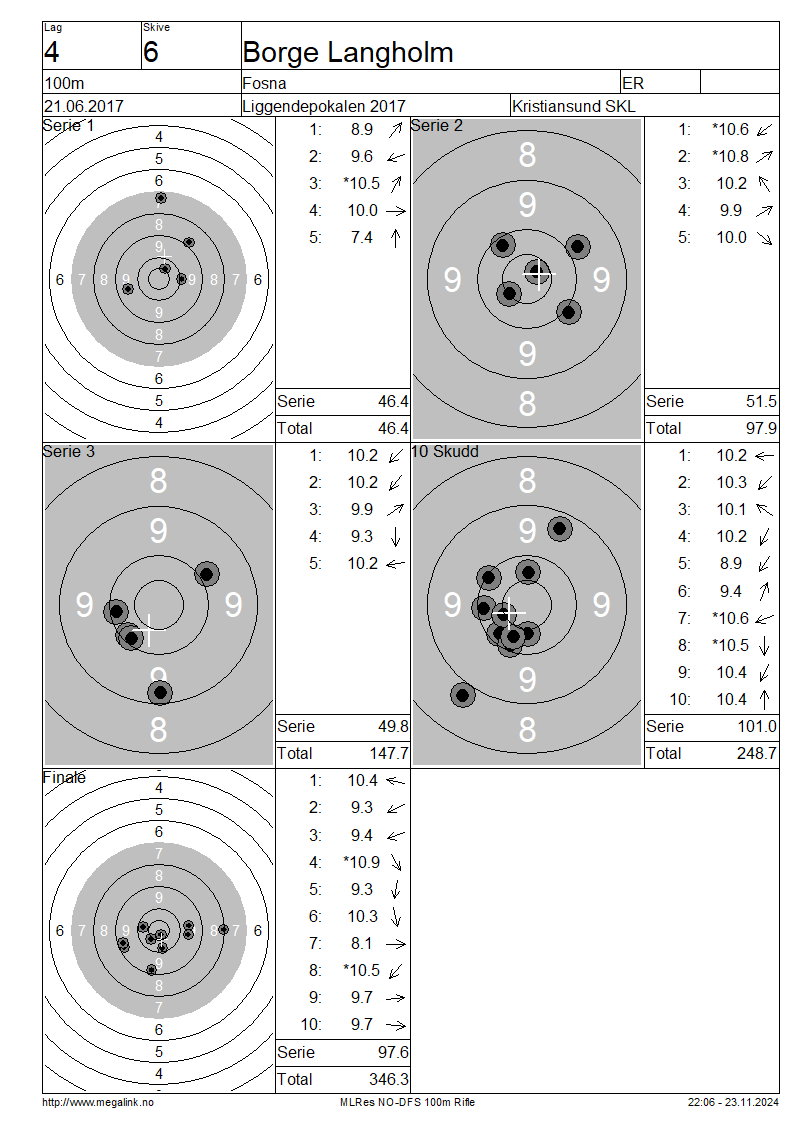 Lag
4
Skive
6
Borge Langholm
100m
Fosna
ER
21.06.2017
Liggendepokalen 2017
Kristiansund SKL
Serie 1
4
5
6
7
8
9
6 7 8 9 9 8 7 6
9
8
7
6
5
4
1: 8.9
2: 9.6
3: *10.5
4: 10.0
5: 7.4
Serie 46.4
Total 46.4
Serie 2
8
9
9 9
9
8
1: *10.6
2: *10.8
3: 10.2
4: 9.9
5: 10.0
Serie 51.5
Total 97.9
Serie 3
8
9
9 9
9
8
1: 10.2
2: 10.2
3: 9.9
4: 9.3
5: 10.2
Serie 49.8
Total 147.7
10 Skudd
8
9
9 9
9
8
1: 10.2
2: 10.3
3: 10.1
4: 10.2
5: 8.9
6: 9.4
7: *10.6
8: *10.5
9: 10.4
10: 10.4
Serie 101.0
Total 248.7
Finale
4
5
6
7
8
9
6 7 8 9 8 7 6
9
8
7
6
5
4
1: 10.4
2: 9.3
3: 9.4
4: *10.9
5: 9.3
6: 10.3
7: 8.1
8: *10.5
9: 9.7
10: 9.7
Serie 97.6
Total 346.3
http://www.megalink.no
MLRes NO-DFS 100m Rifle
22:06 - 23.11.2024